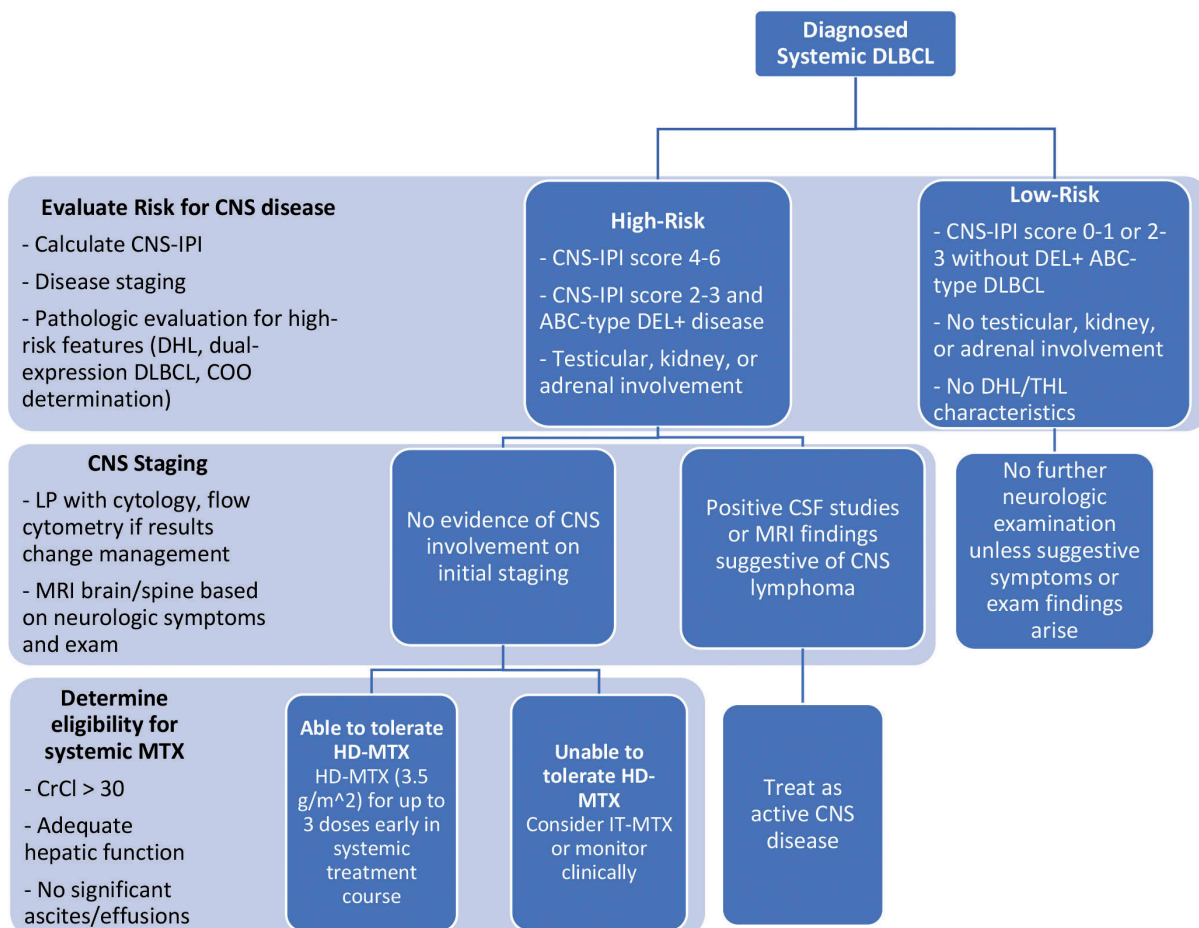 Diagnosed
Systemic DLBCL
Evaluate Risk for CNS disease
- Calculate CNS-IPI
- Disease staging
- Pathologic evaluation for high-
risk features (DHL, dual-
expression DLBCL, COO
determination)
High-Risk
- CNS-IPI score 4-6
- CNS-IPI score 2-3 and
ABC-type DEL+ disease
- Testicular, kidney, or
adrenal involvement
Low-Risk
- CNS-IPI score 0-1 or 2-
3 without DEL+ ABC-
type DLBCL
- No testicular, kidney,
or adrenal involvement
- No DHL/THL
characteristics
CNS Staging
- LP with cytology, flow
cytometry if results
change management
- MRI brain/spine based
on neurologic symptoms
and exam
No evidence of CNS
involvement on
initial staging
Positive CSF studies
or MRI findings
suggestive of CNS
lymphoma
No further
neurologic
examination
unless suggestive
symptoms or
exam findings
arise
Determine
eligibility for
systemic MTX
- CrCl > 30
- Adequate
hepatic function
- No significant
ascites/effusions
Able to tolerate
HD-MTX
HD-MTX (3.5
g/m^2) for up to
3 doses early in
systemic
treatment
course
Unable to
tolerate HD-
MTX
Consider IT-MTX
or monitor
clinically
Treat as
active CNS
disease